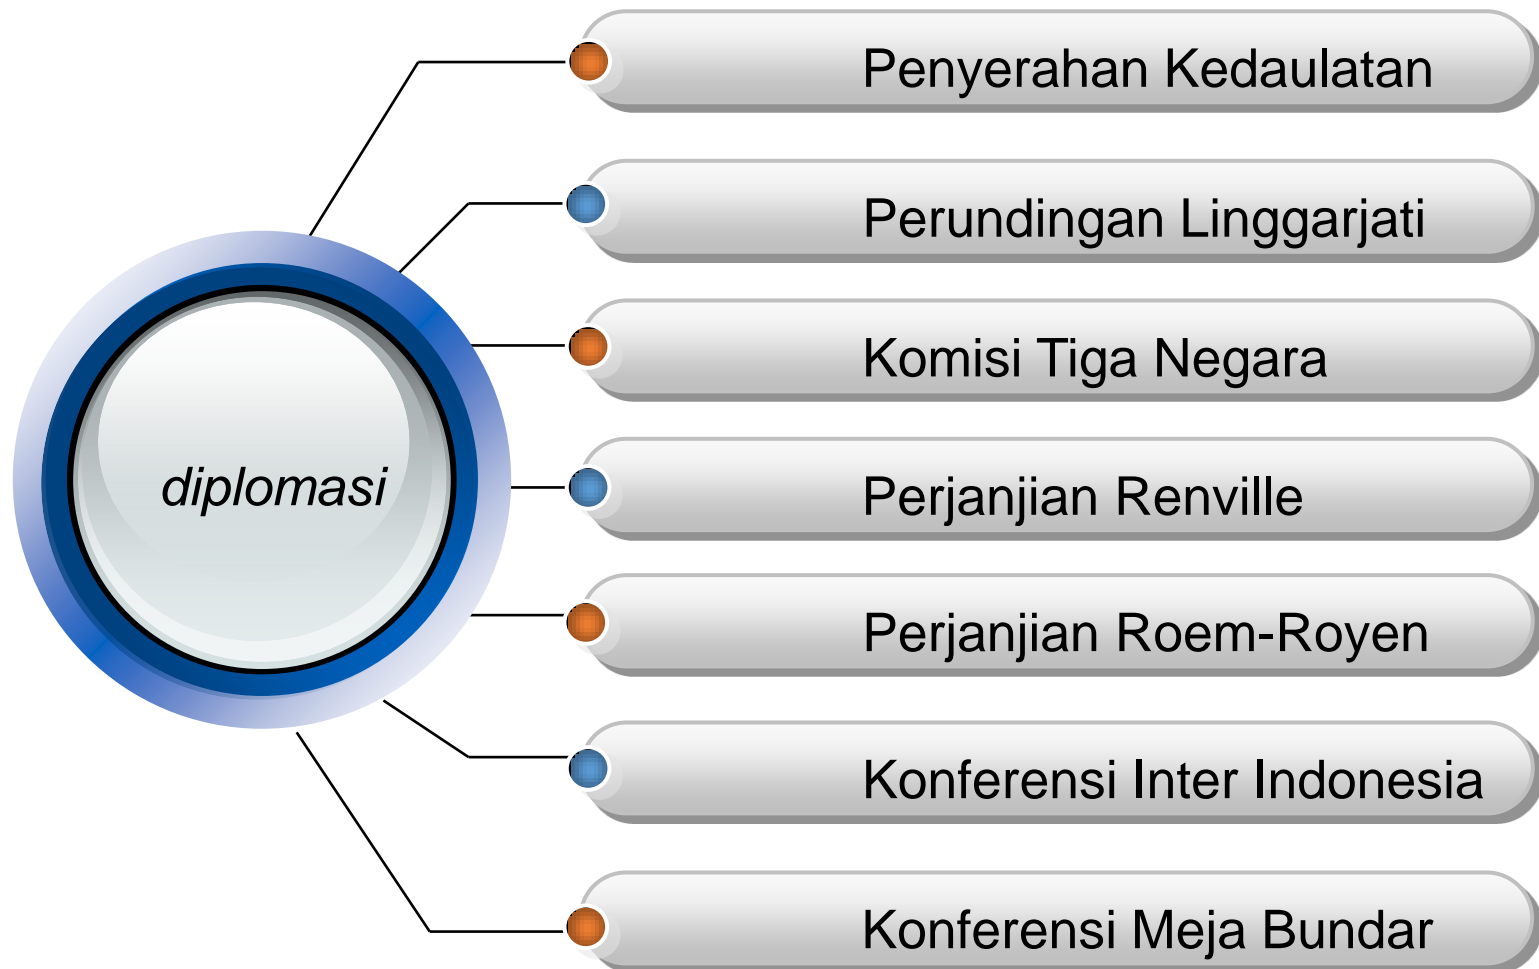 Penyerahan Kedaulatan
Perundingan Linggarjati
Komisi Tiga Negara
diplomasi
Perjanjian Renville
Perjanjian Roem-Royen
Konferensi Inter Indonesia
Konferensi Meja Bundar